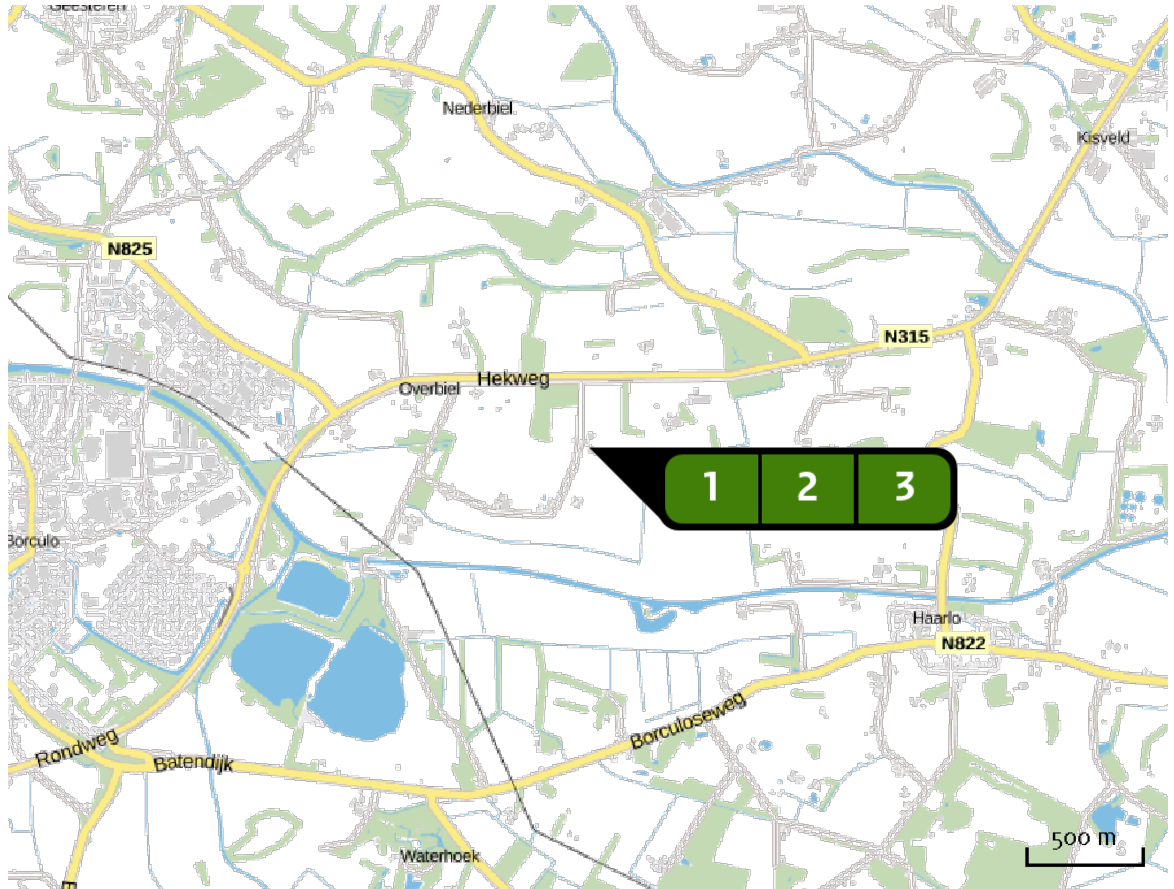 Geesteren
Nederbiel
Kisveld
N825
N315
Hekweg
Overbiel
1 2 3
Borculo
Haarlo
N822
Borculoseweg
Rondweg
Batendijk
500 m
Waterhoek